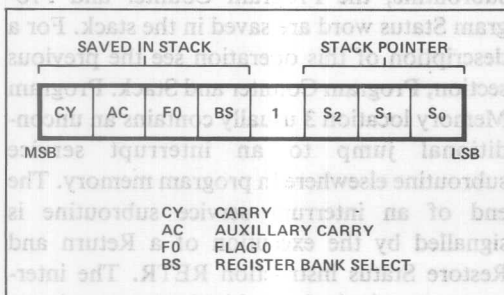 SAVED IN STACK STACK POINTER
CY AC F0 BS 1 S2 S1 S0
MSB LSB
CY CARRY
AC AUXILLARY CARRY
F0 FLAG 0
BS REGISTER BANK SELECT